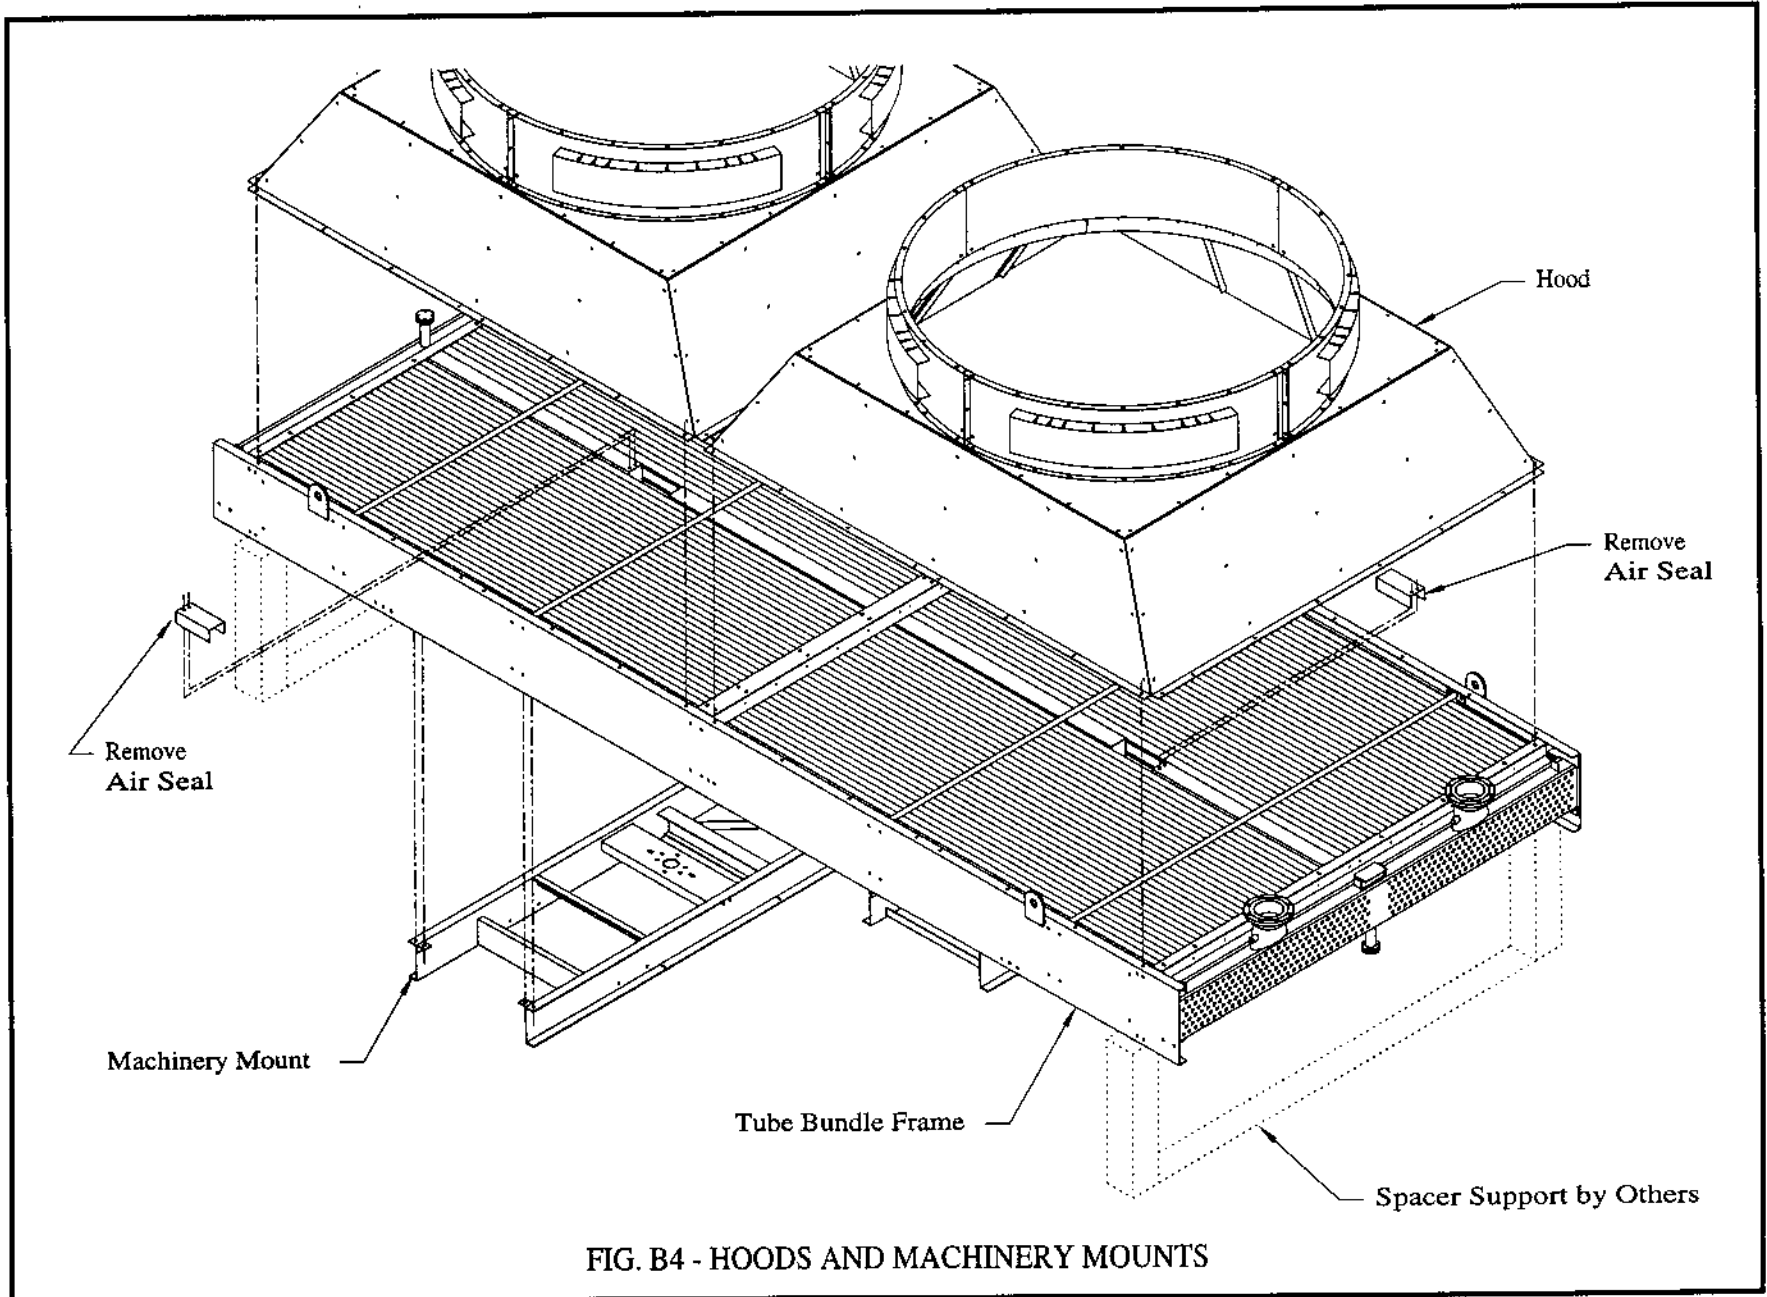 Hood
Remove
Air Seal
Remove
Air Seal
Machinery Mount
Tube Bundle Frame
Spacer Support by Others
FIG. B4 - HOODS AND MACHINERY MOUNTS